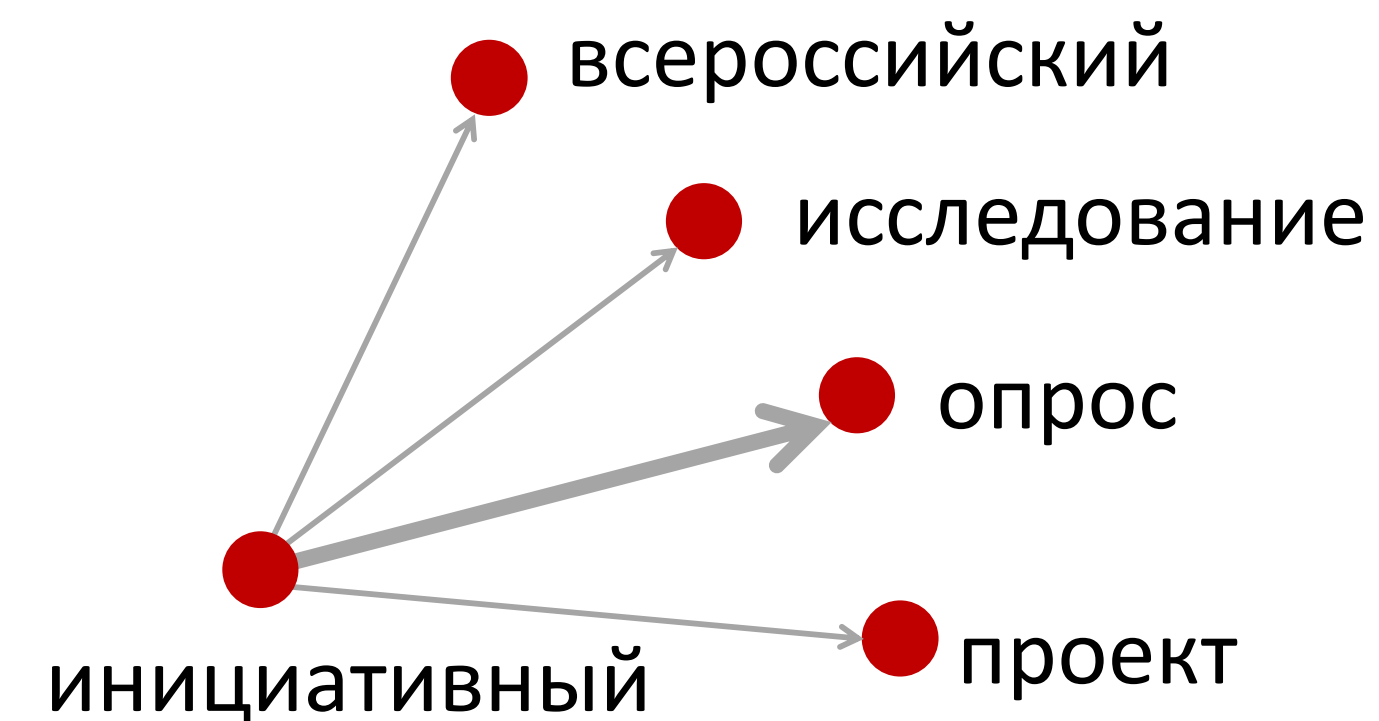 всероссийский
исследование
опрос
проект
инициативный